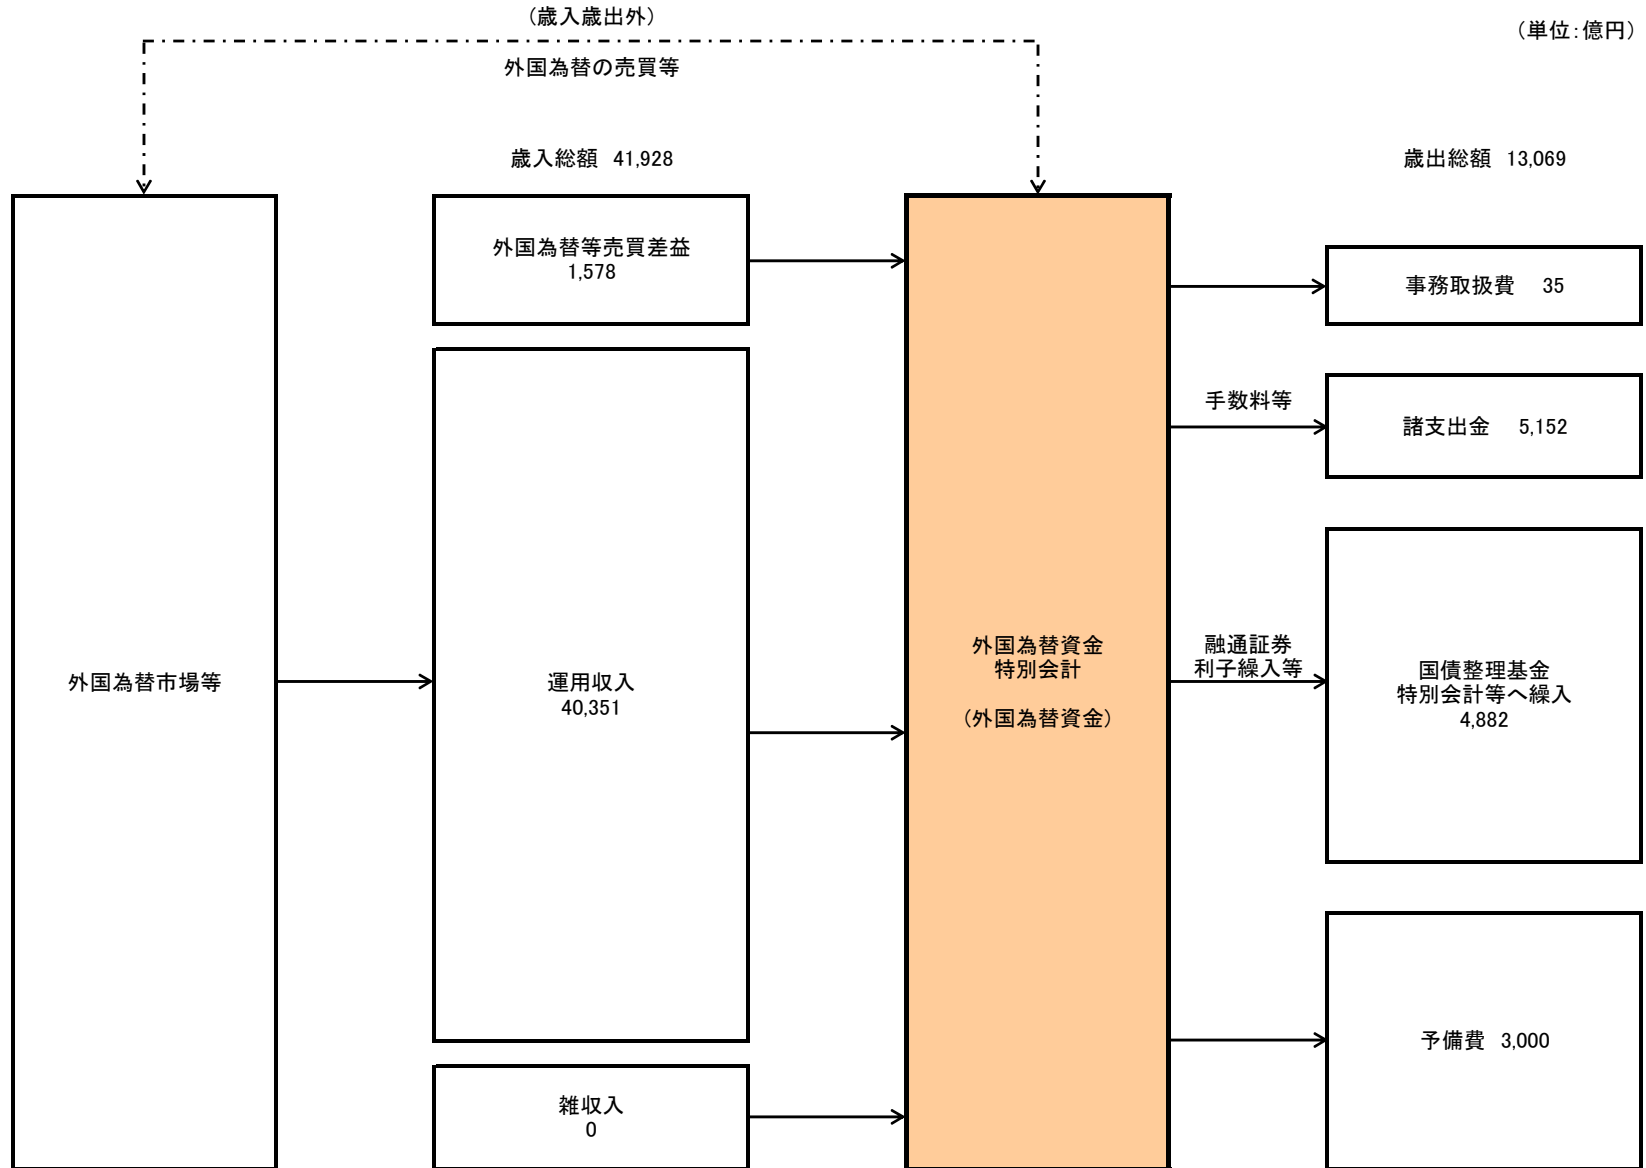 （歳入歳出外）
（単位：億円）
外国為替の売買等
歳入総額 41,928
歳出総額 13,069
外国為替市場等
外国為替等売買差益
1,578
運用収入
40,351
雑収入
0
外国為替資金
特別会計
（外国為替資金）
事務取扱費 35
手数料等
諸支出金 5,152
融通証券
利子繰入等
国債整理基金
特別会計等へ繰入
4,882
予備費 3,000